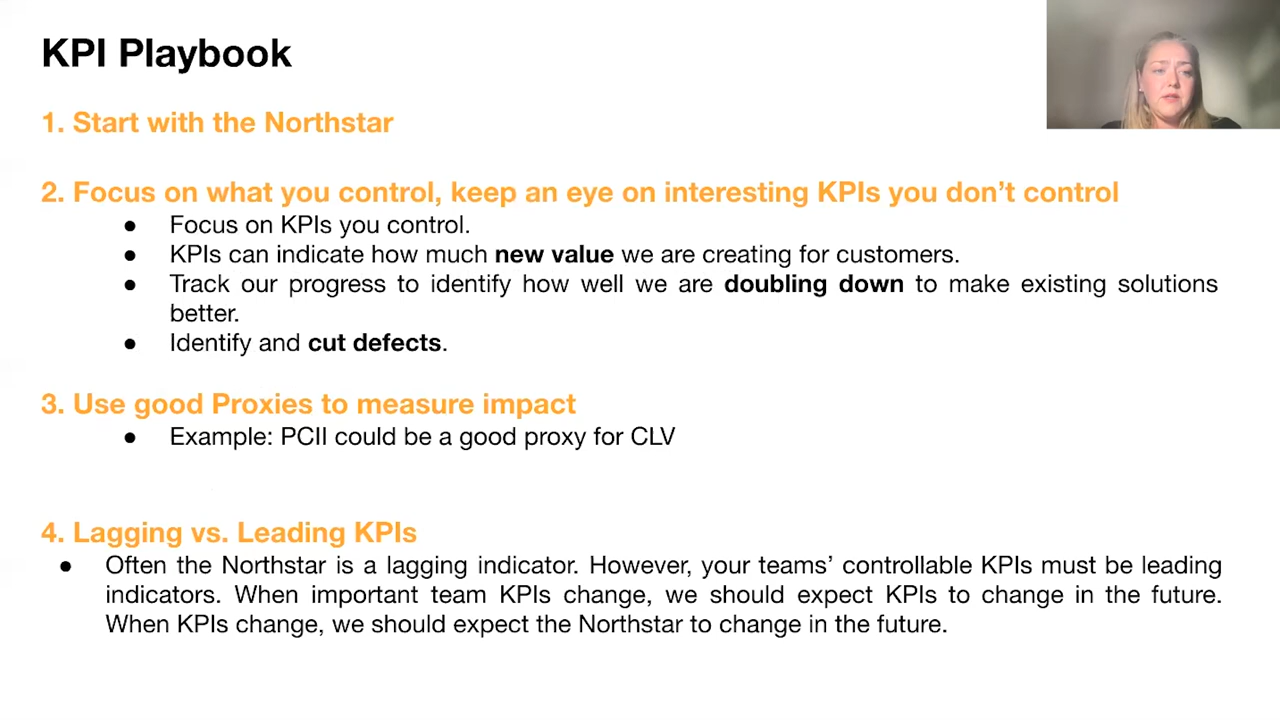 KPI Playbook
1. Start with the Northstar
2. Focus on what you control, keep an eye on interesting KPIs you don’t control
● Focus on KPIs you control.
● KPIs can indicate how much new value we are creating for customers.
● Track our progress to identify how well we are doubling down to make existing solutions
better.
● Identify and cut defects.
3. Use good Proxies to measure impact
● Example: PCII could be a good proxy for CLV
4. Lagging vs. Leading KPIs
● Often the Northstar is a lagging indicator. However, your teams’ controllable KPIs must be leading
indicators. When important team KPIs change, we should expect KPIs to change in the future.
When KPIs change, we should expect the Northstar to change in the future.